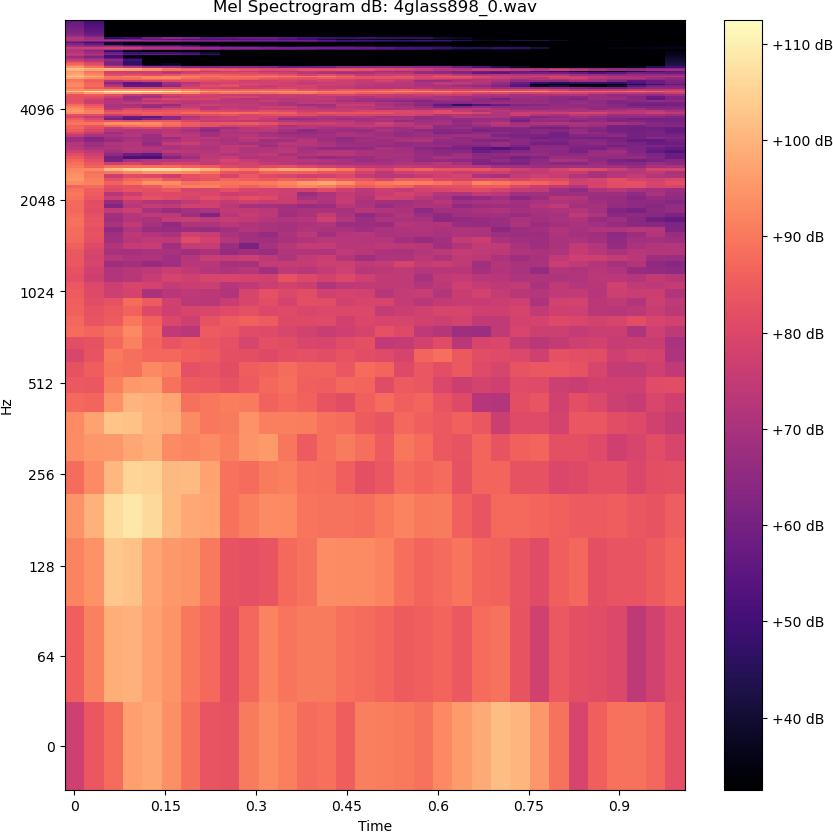 Mel Spectrogram dB: 4glass898_0.wav
Hz
4096
2048
1024
512
256
128
64
0
0 0.15 0.3 0.45 0.6 0.75 0.9
Time
+110 dB
+100 dB
+90 dB
+80 dB
+70 dB
+60 dB
+50 dB
+40 dB